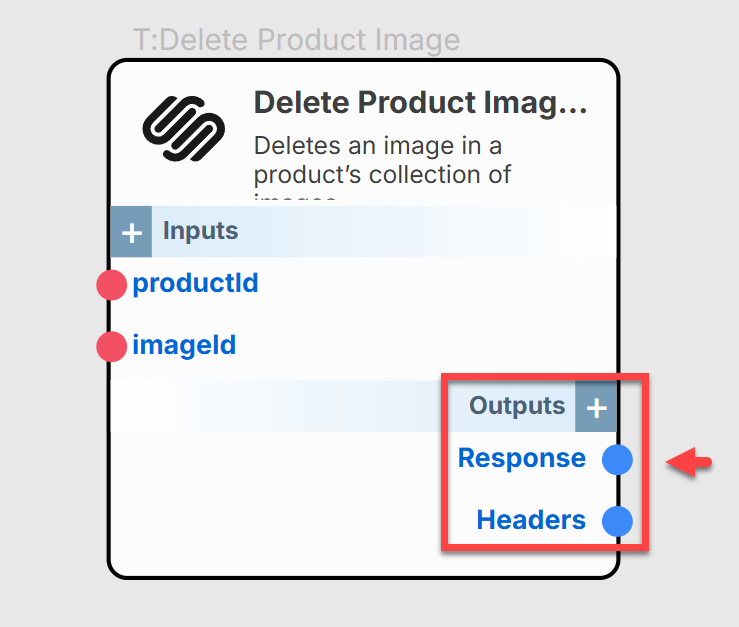 T:Delete Product Image
Delete Product Imag...
Deletes an image in a
product’s collection of
+ Inputs
productId
imageId
Outputs +
Response
Headers